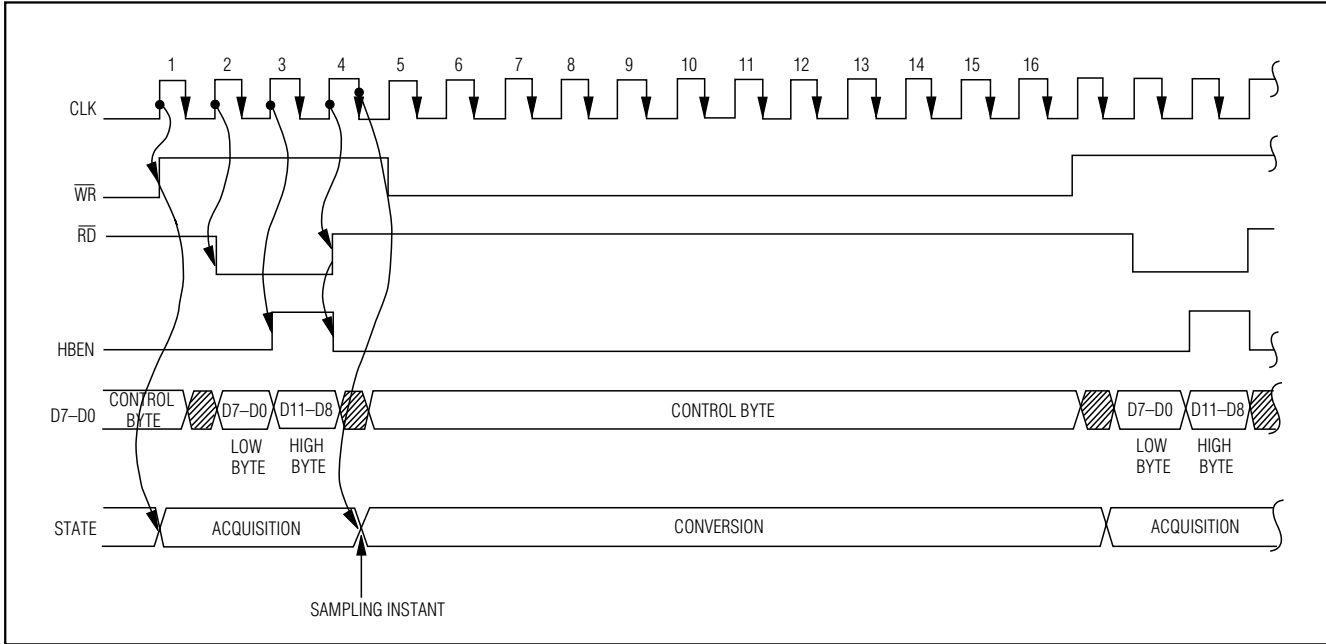 1 2 3 4 5 6 7 8 9 10 11 12 13 14 15 16
CLK
WR
RD
HBEN
D7–D0
CONTROL
BYTE
D7–D0
D11–D8
CONTROL BYTE
D7–D0
D11–D8
LOW
BYTE
HIGH
BYTE
LOW
BYTE
HIGH
BYTE
STATE
ACQUISITION
CONVERSION
ACQUISITION
SAMPLING INSTANT